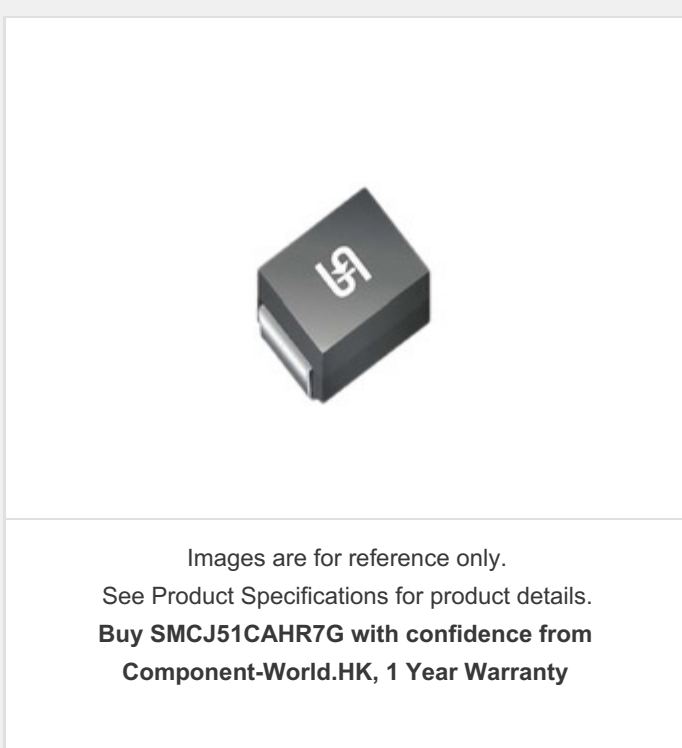 Images are for reference only.
See Product Specifications for product details.
Buy SMCJ51CAHR7G with confidence from
Component-World.HK, 1 Year Warranty